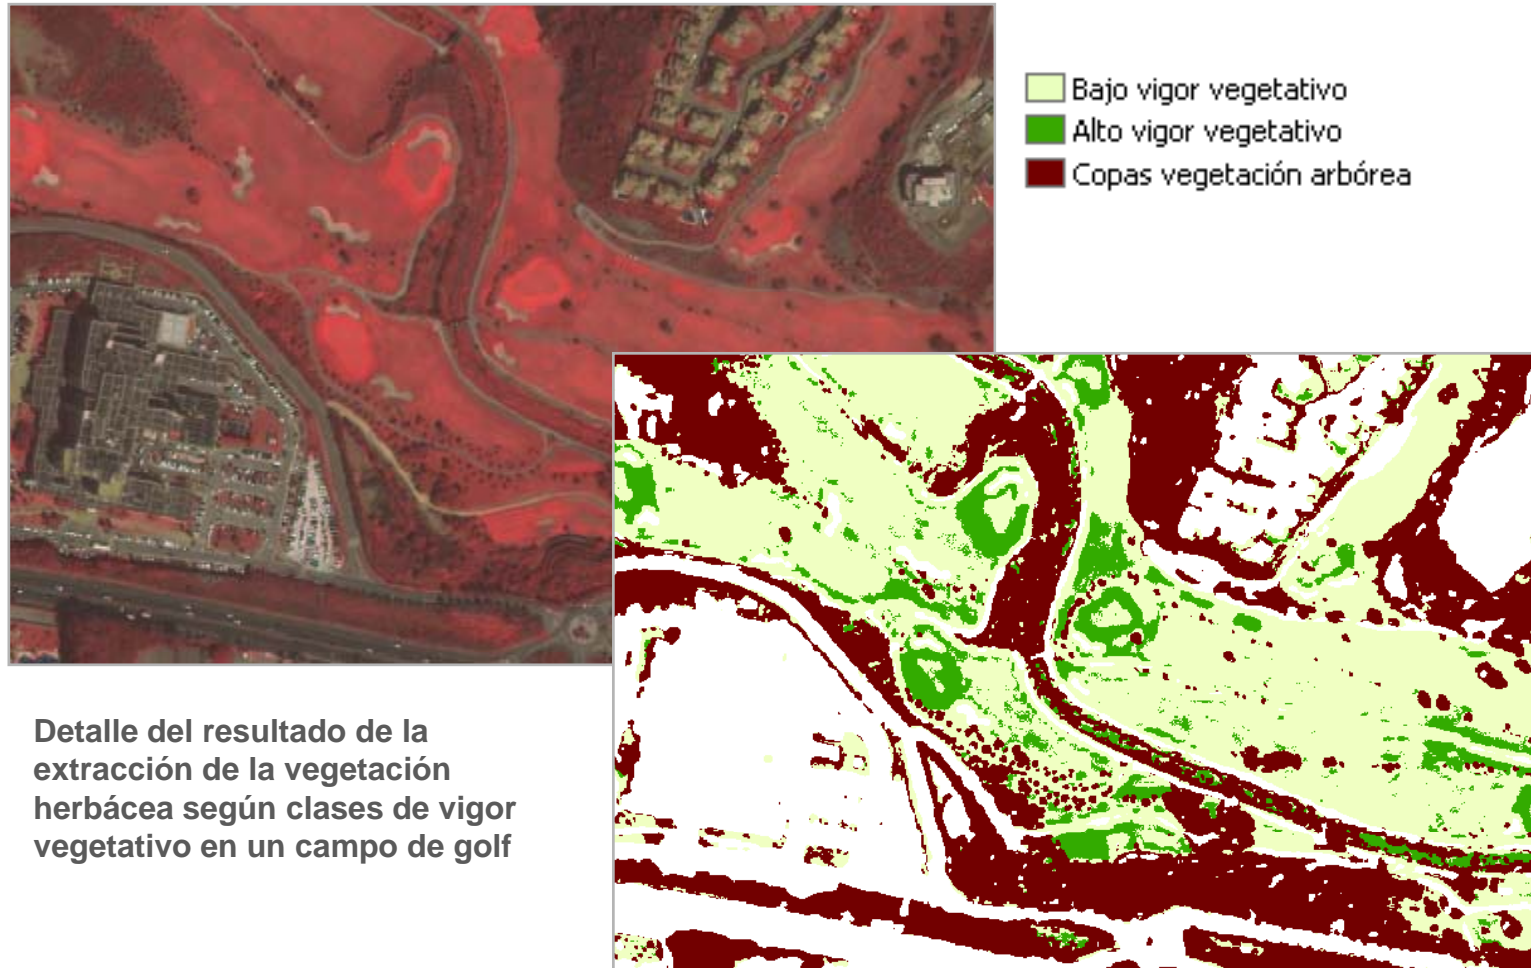 Bajo vigor vegetativo
Alto vigor vegetativo
Copas vegetación arbórea
Detalle del resultado de la
extracción de la vegetación
herbácea según clases de vigor
vegetativo en un campo de golf